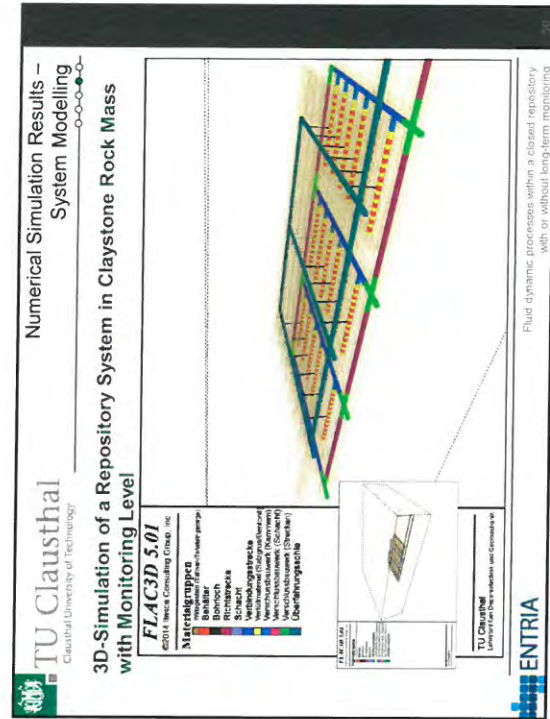 TU Clausthal
Clausthal University of Technology
Numerical Simulation Results –
System Modelling
3D-Simulation of a Repository System in Claystone Rock Mass
with Monitoring Level
FLAC3D 5.01
©2014 Itasca Consulting Group, Inc.
Materialgruppen
Behälter
Bohrloch
Richtstrecke
Schacht
Verbindungsstrecke
Verschlussbauwerk (Kammern)
Verschlussbauwerk (Schacht)
Verschlussbauwerk (Strecken)
Überfahrungssohle
TU Clausthal
ENTRIA
Fluid dynamic processes within a closed repository
with or without long-term monitoring